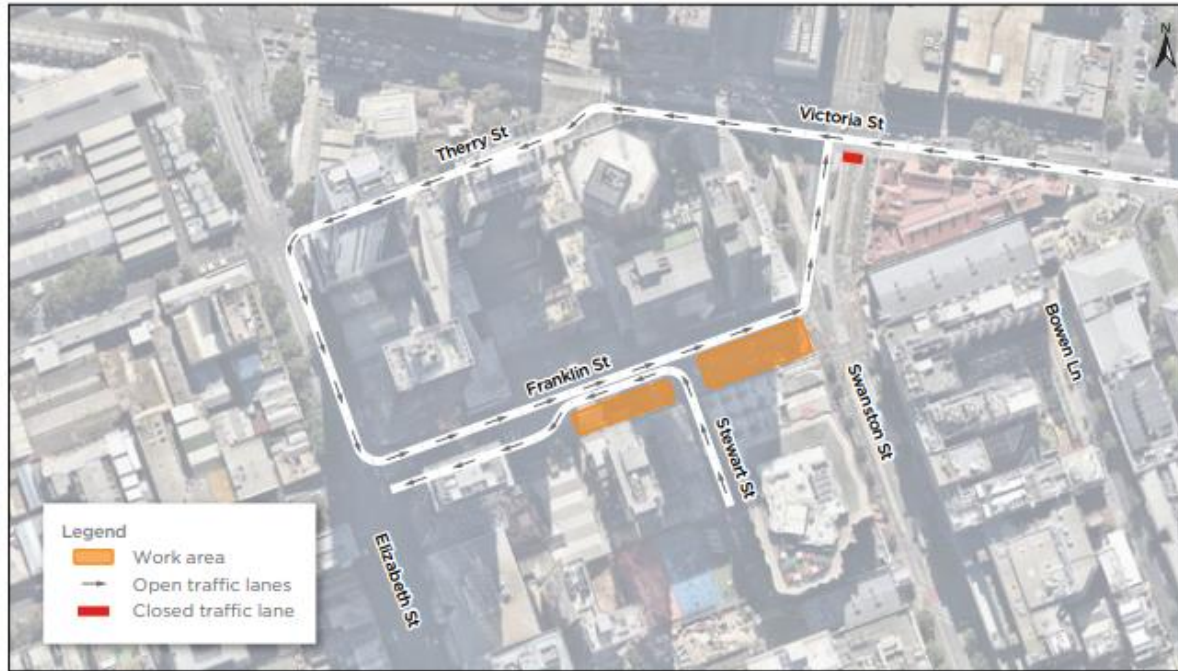 N
Victoria St
Therry St
Franklin St
Bowen Ln
Swanston St
Stewart St
Elizabeth St
Legend
Work area
Open traffic lanes
Closed traffic lane